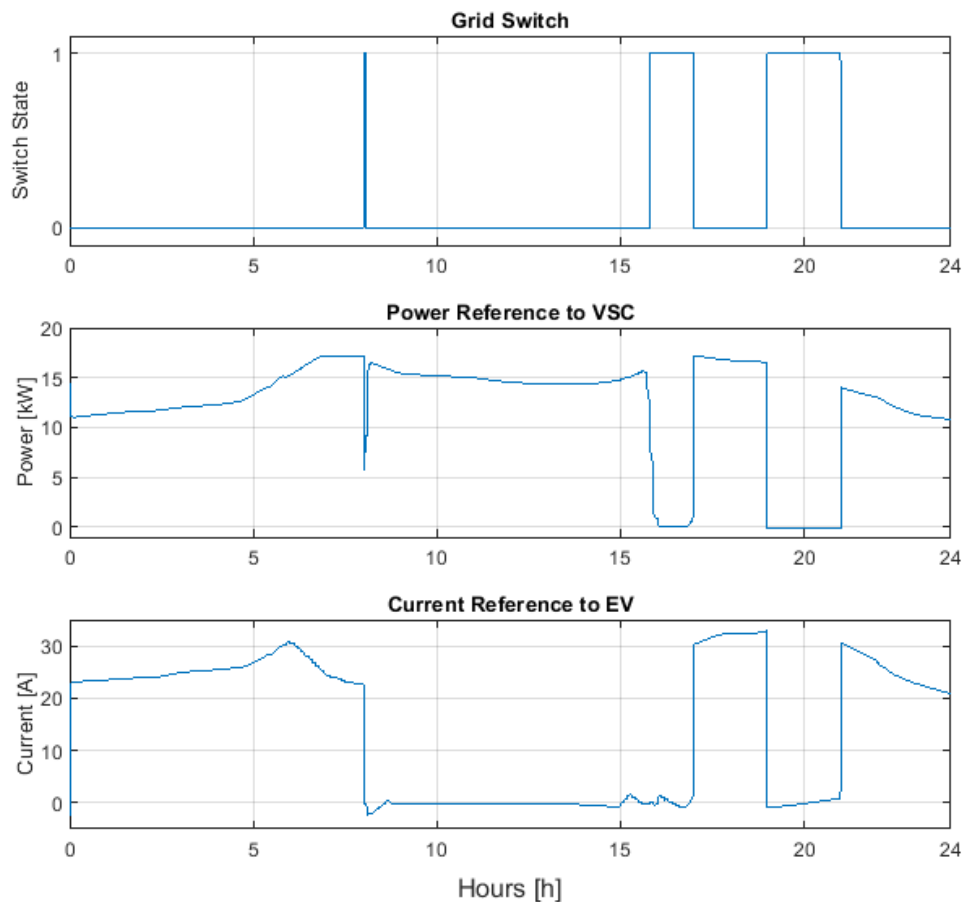 Grid Switch
Switch State
1
0
0 5 10 15 20 24
Power Reference to VSC
Power [kW]
20
15
10
5
0
0 5 10 15 20 24
Current Reference to EV
Current [A]
30
20
10
0
0 5 10 15 20 24
Hours [h]